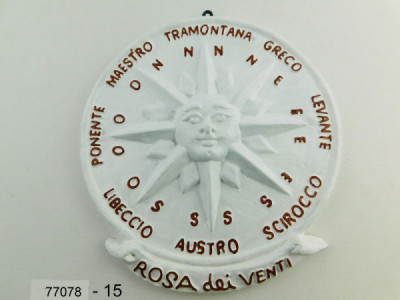 PONENTE MAESTRO TRAMONTANA GRECO LEVANTE
O O O N N N N N E E E E E S S S S S O O O
LIBECCIO AUSTRO SCIROCCO
ROSA dei VENTI
77078 - 15